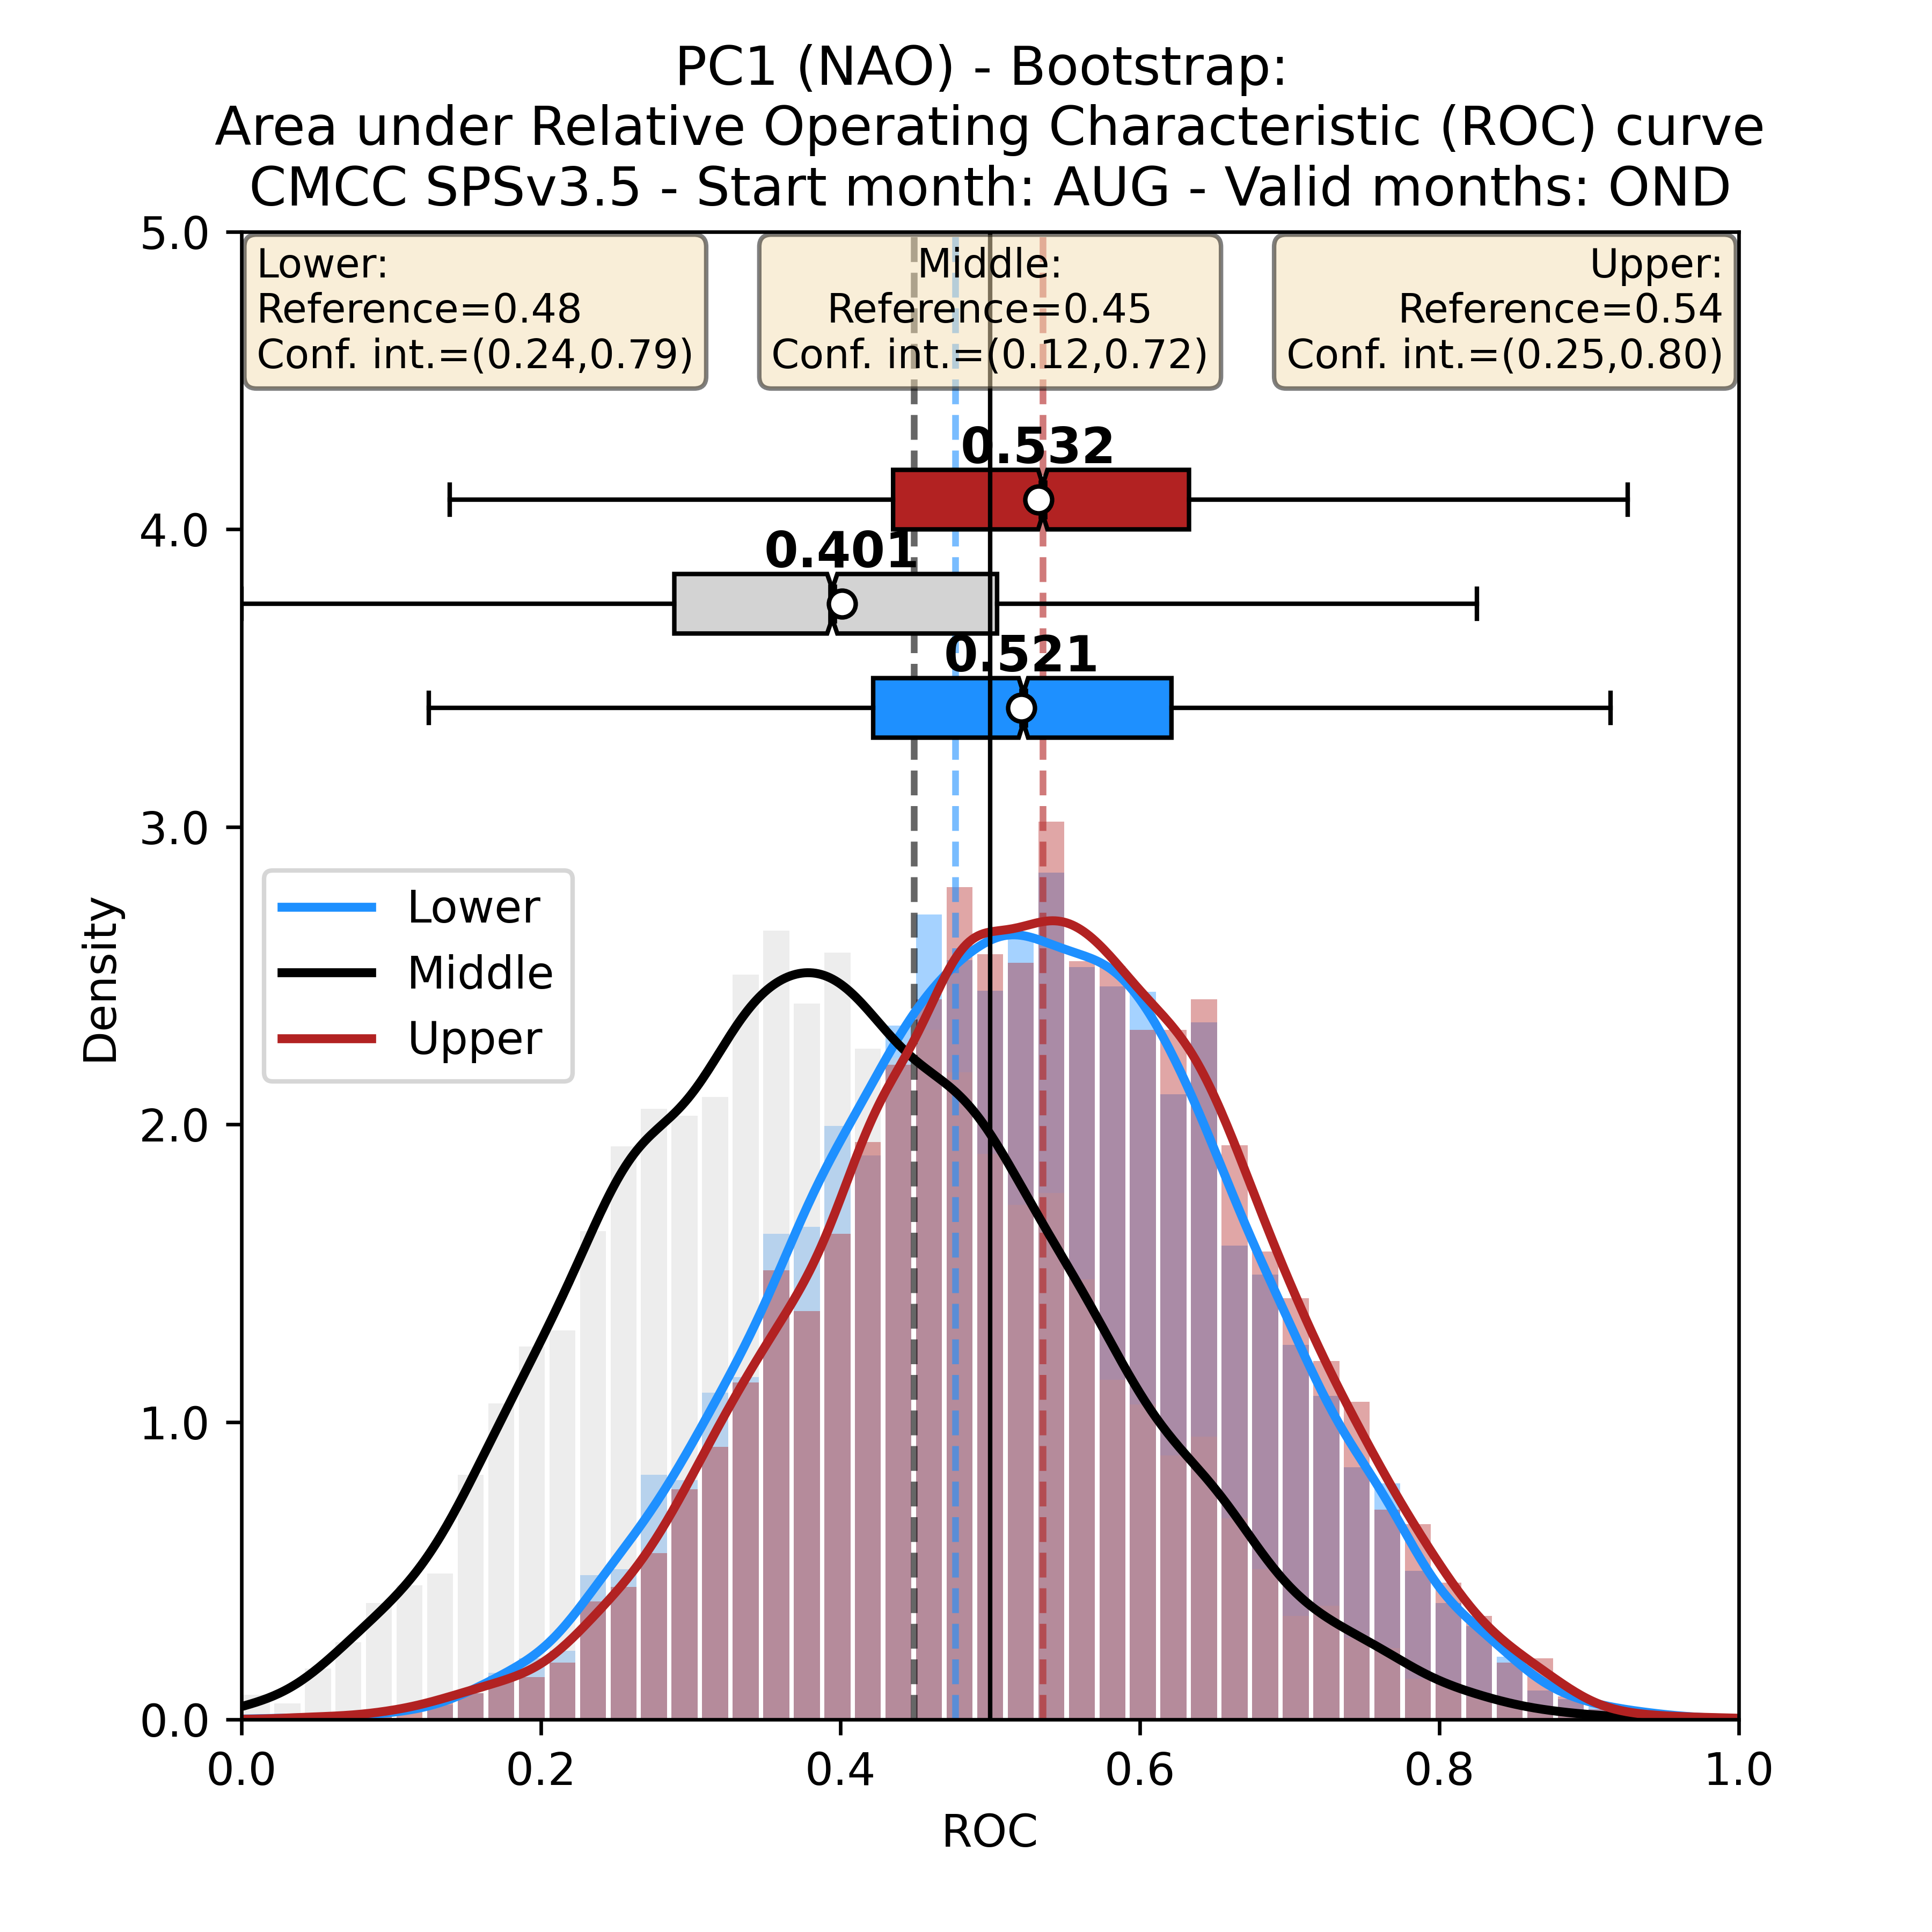 PC1 (NAO) - Bootstrap:
Area under Relative Operating Characteristic (ROC) curve
CMCC SPSv3.5 - Start month: AUG - Valid months: OND
Lower:
Reference=0.48
Conf. int.=(0.24,0.79)
Middle:
Reference=0.45
Conf. int.=(0.12,0.72)
Upper:
Reference=0.54
Conf. int.=(0.25,0.80)
0.532
0.401
0.521
Lower
Middle
Upper
Density
5.0
4.0
3.0
2.0
1.0
0.0
0.0 0.2 0.4 0.6 0.8 1.0
ROC